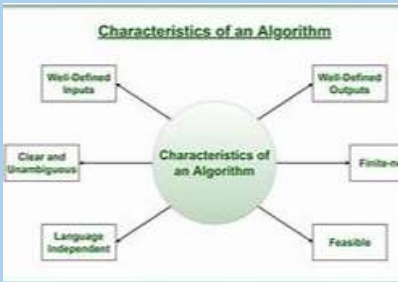 Characteristics of an Algorithm
Well-Defined
Inputs
Well-Defined
Outputs
Clear and
Unambiguous
Characteristics of
an Algorithm
Language
Independent
Feasible